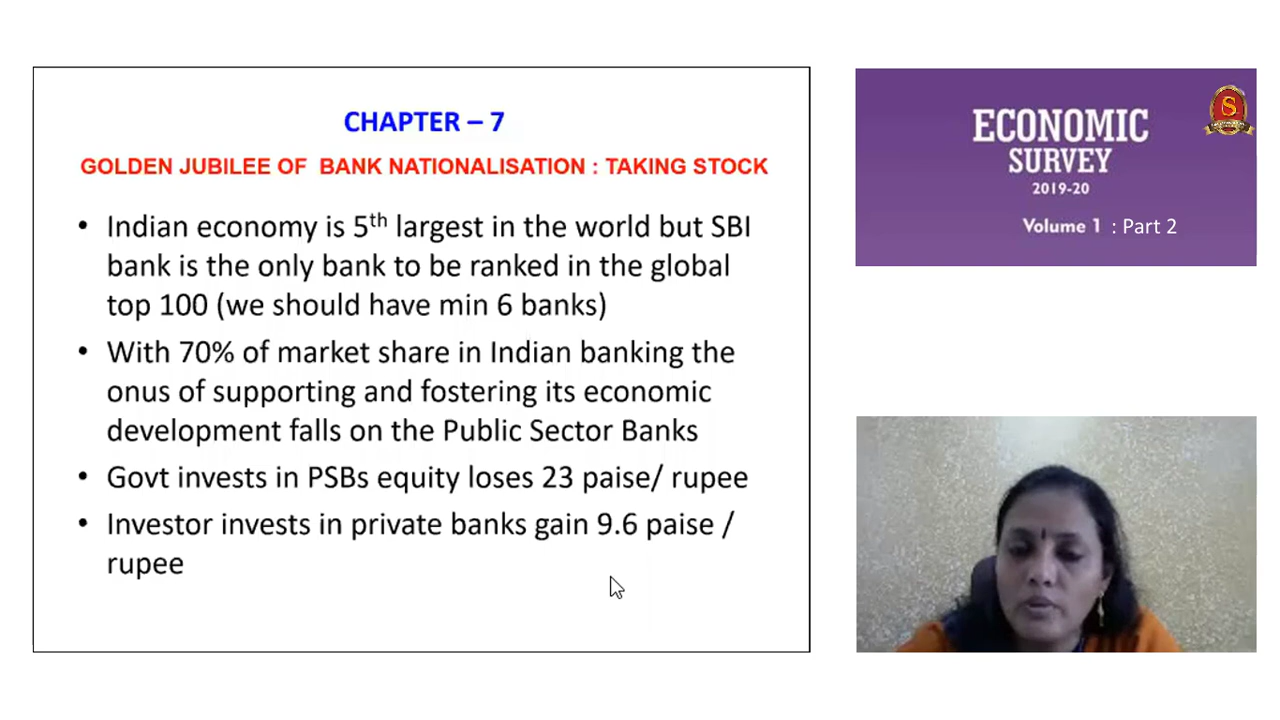 CHAPTER – 7
GOLDEN JUBILEE OF BANK NATIONALISATION : TAKING STOCK
• Indian economy is 5th largest in the world but SBI
bank is the only bank to be ranked in the global
top 100 (we should have min 6 banks)
• With 70% of market share in Indian banking the
onus of supporting and fostering its economic
development falls on the Public Sector Banks
• Govt invests in PSBs equity loses 23 paise/ rupee
• Investor invests in private banks gain 9.6 paise /
rupee
ECONOMIC
SURVEY
2019-20
Volume 1 : Part 2
S